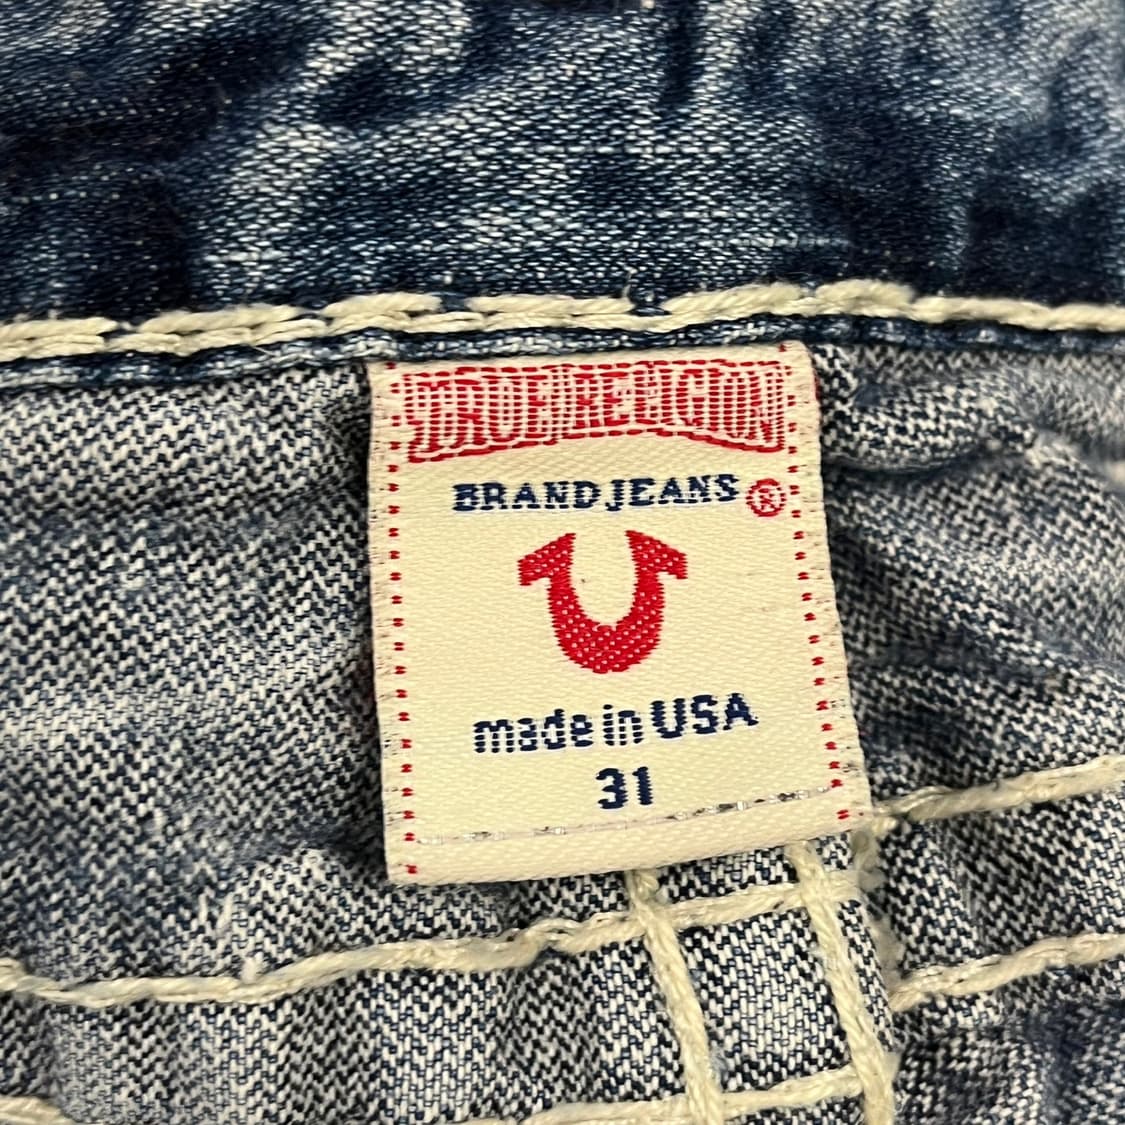 TRUE RELIGION
BRAND JEANS ®
made in USA
31